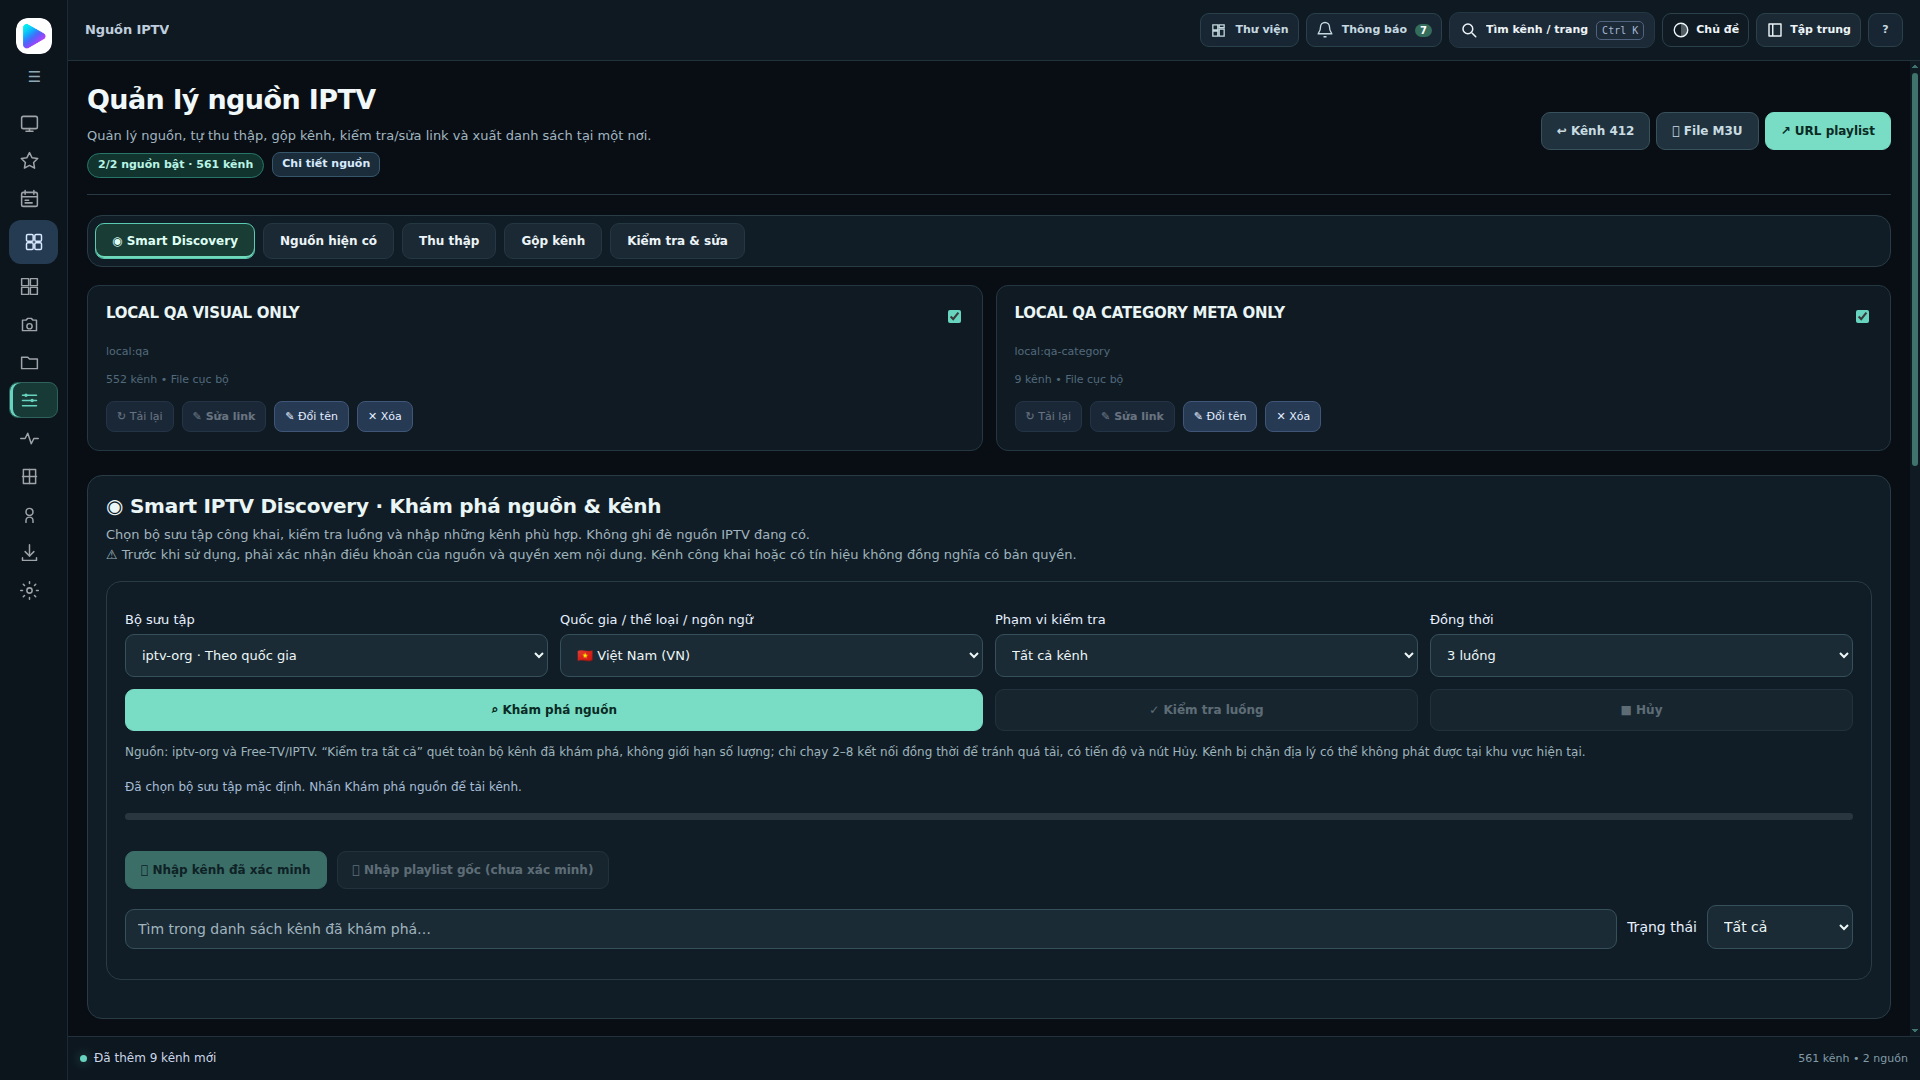 Nguồn IPTV
Thư viện
Thông báo 7
Tìm kênh / trang Ctrl K
Chủ đề
Tập trung
?
Quản lý nguồn IPTV
Quản lý nguồn, tự thu thập, gộp kênh, kiểm tra/sửa link và xuất danh sách tại một nơi.
2/2 nguồn bật · 561 kênh
Chi tiết nguồn
↩ Kênh 412
File M3U
↗ URL playlist
◉ Smart Discovery
Nguồn hiện có
Thu thập
Gộp kênh
Kiểm tra & sửa
LOCAL QA VISUAL ONLY
local:qa
552 kênh • File cục bộ
↻ Tải lại
✎ Sửa link
✎ Đổi tên
✕ Xóa
LOCAL QA CATEGORY META ONLY
local:qa-category
9 kênh • File cục bộ
↻ Tải lại
✎ Sửa link
✎ Đổi tên
✕ Xóa
◉ Smart IPTV Discovery · Khám phá nguồn & kênh
Chọn bộ sưu tập công khai, kiểm tra luồng và nhập những kênh phù hợp. Không ghi đè nguồn IPTV đang có.
⚠ Trước khi sử dụng, phải xác nhận điều khoản của nguồn và quyền xem nội dung. Kênh công khai hoặc có tín hiệu không đồng nghĩa có bản quyền.
Bộ sưu tập
Quốc gia / thể loại / ngôn ngữ
Phạm vi kiểm tra
Đồng thời
iptv-org · Theo quốc gia
🇻🇳 Việt Nam (VN)
Tất cả kênh
3 luồng
⌕ Khám phá nguồn
✓ Kiểm tra luồng
■ Hủy
Nguồn: iptv-org và Free-TV/IPTV. “Kiểm tra tất cả” quét toàn bộ kênh đã khám phá, không giới hạn số lượng; chỉ chạy 2–8 kết nối đồng thời để tránh quá tải, có tiến độ và nút Hủy. Kênh bị chặn địa lý có thể không phát được tại khu vực hiện tại.
Đã chọn bộ sưu tập mặc định. Nhấn Khám phá nguồn để tải kênh.
Nhập kênh đã xác minh
Nhập playlist gốc (chưa xác minh)
Tìm trong danh sách kênh đã khám phá…
Trạng thái
Tất cả
Đã thêm 9 kênh mới
561 kênh • 2 nguồn